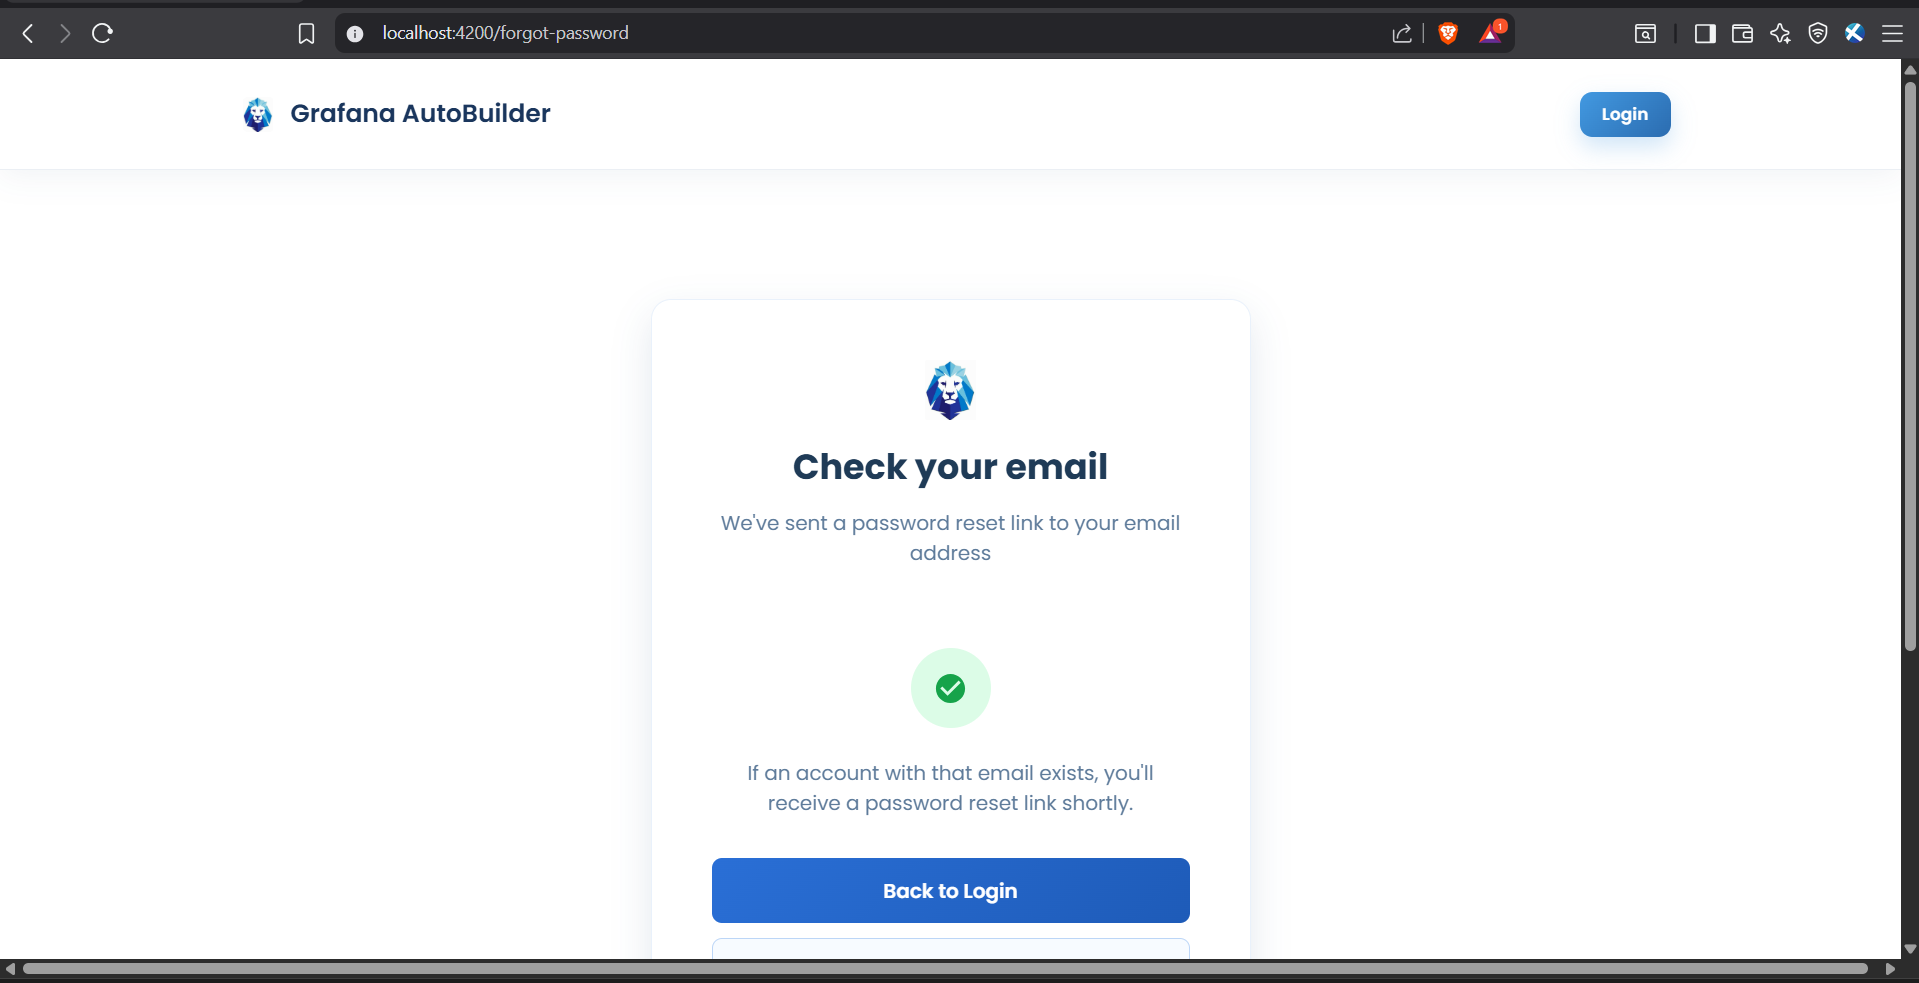 localhost:4200/forgot-password
1
Grafana AutoBuilder
Login
Check your email
We've sent a password reset link to your email
address
If an account with that email exists, you'll
receive a password reset link shortly.
Back to Login